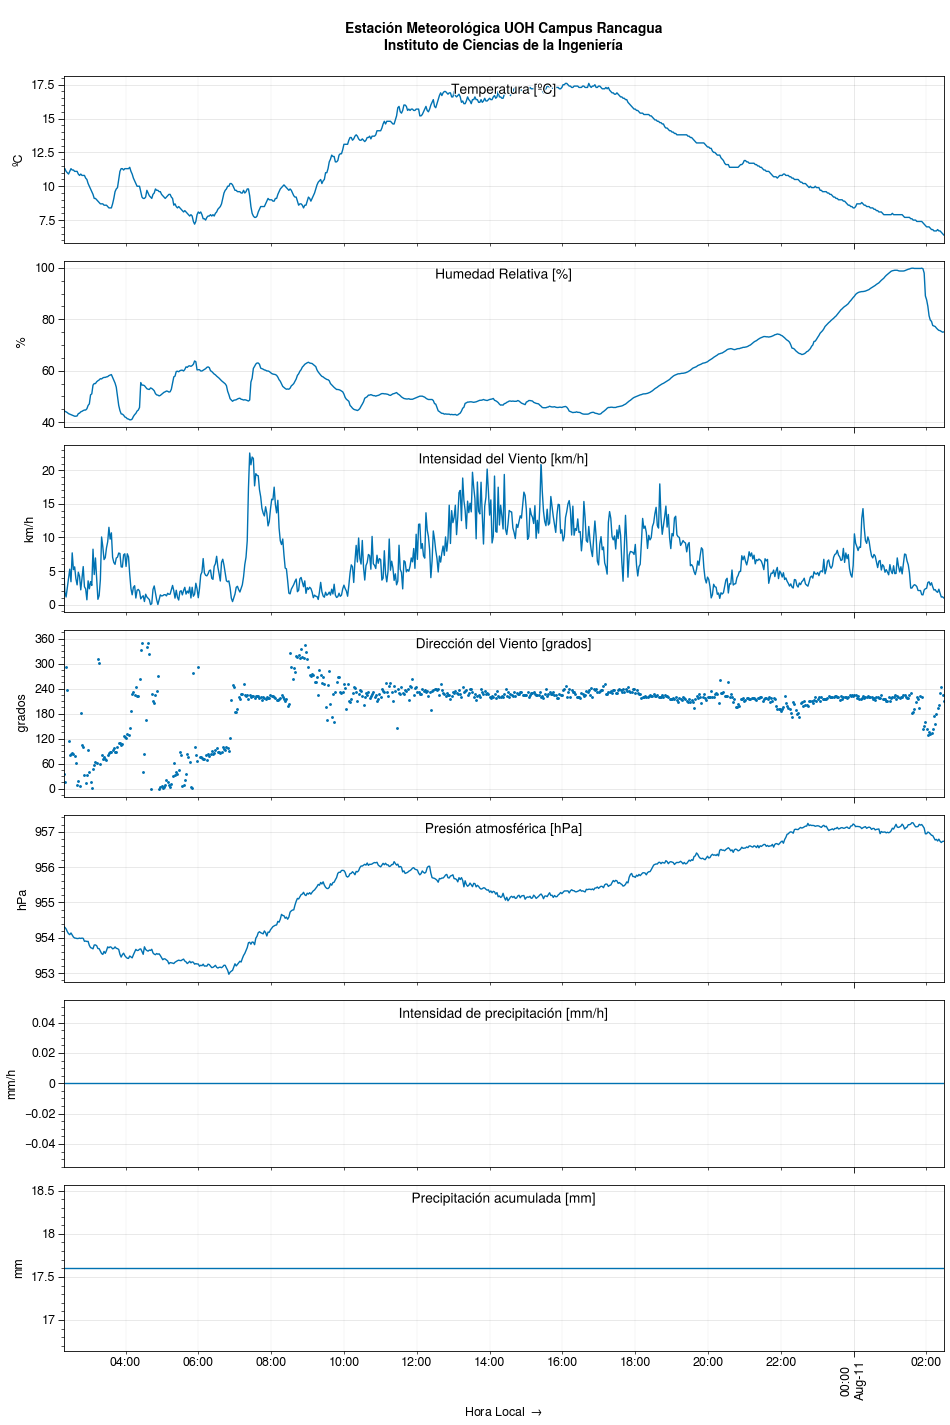 Estación Meteorológica UOH Campus Rancagua
Instituto de Ciencias de la Ingeniería
Temperatura [ºC]
ºC
17.5
15
12.5
10
7.5
Humedad Relativa [%]
%
100
80
60
40
Intensidad del Viento [km/h]
km/h
20
15
10
5
0
Dirección del Viento [grados]
grados
360
300
240
180
120
60
0
Presión atmosférica [hPa]
hPa
957
956
955
954
953
Intensidad de precipitación [mm/h]
mm/h
0.04
0.02
0
−0.02
−0.04
Precipitación acumulada [mm]
mm
18.5
18
17.5
17
04:00 06:00 08:00 10:00 12:00 14:00 16:00 18:00 20:00 22:00 00:00 02:00
Aug-11
Hora Local →